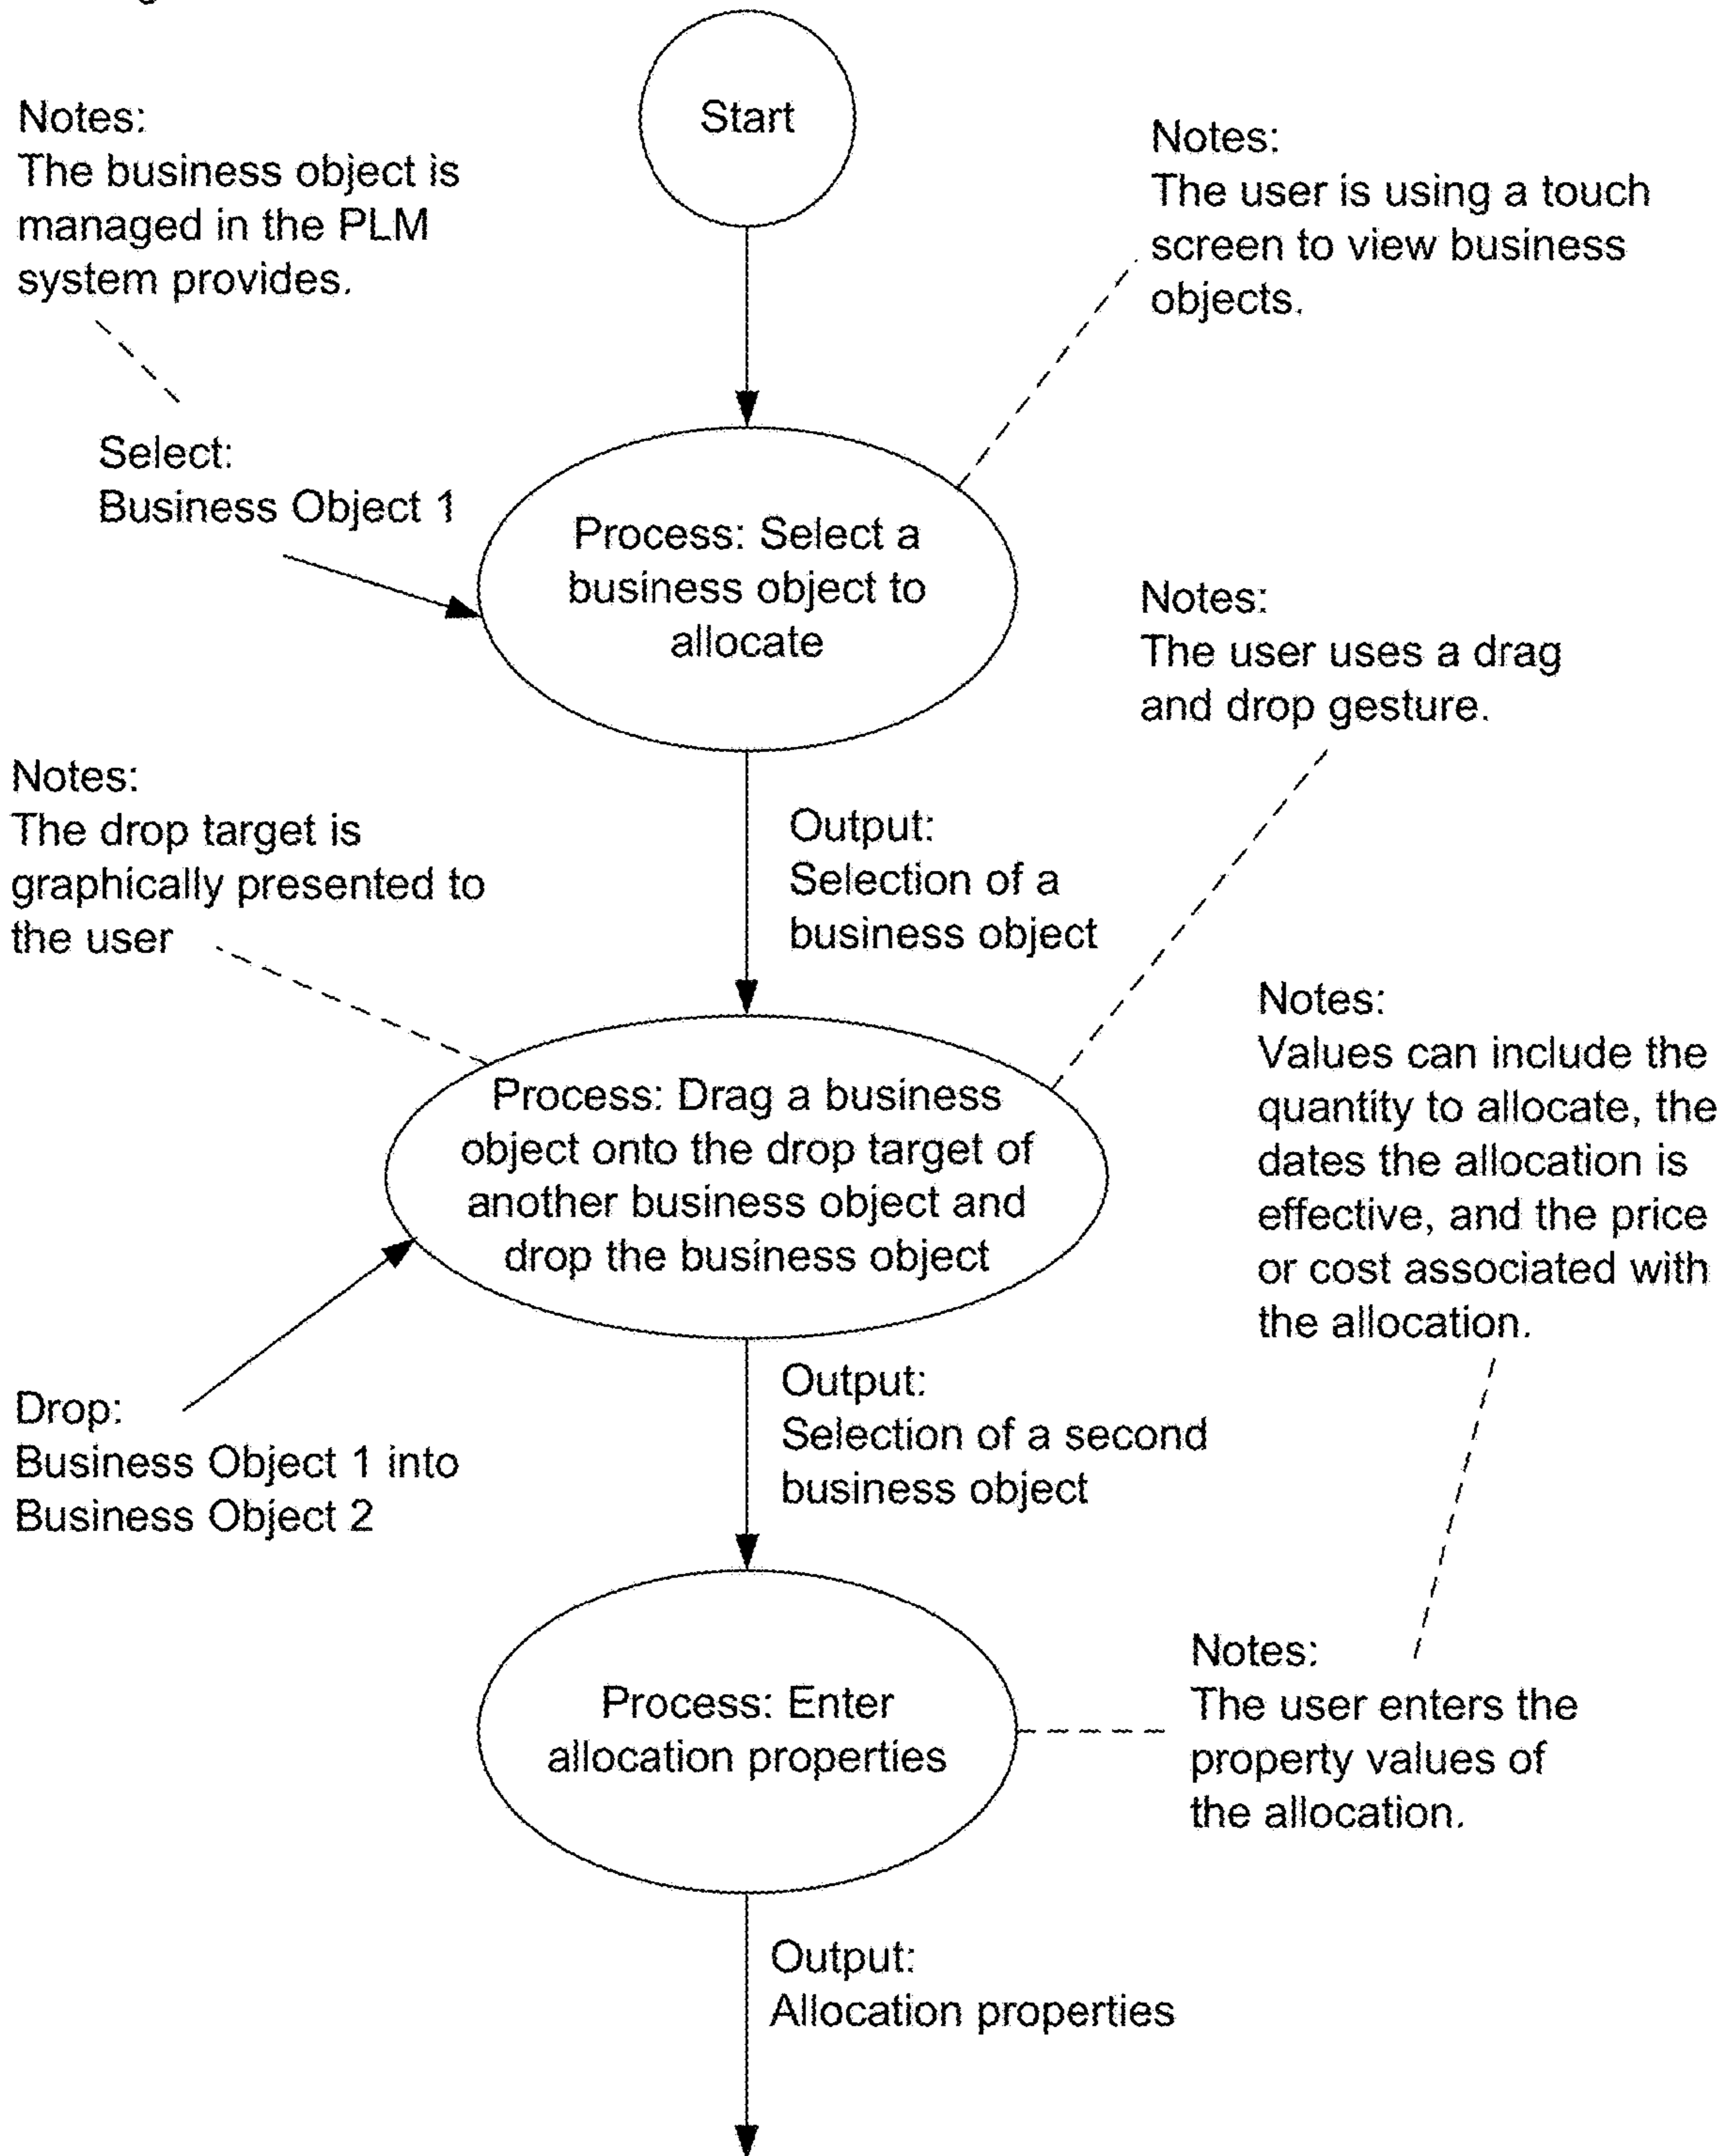 Start
Notes:
The business object is
managed in the PLM
system provides.
Notes:
The user is using a touch
screen to view business
objects.
Select:
Business Object 1
Process: Select a
business object to
allocate
Notes:
The user uses a drag
and drop gesture.
Notes:
The drop target is
graphically presented to
the user
Output:
Selection of a
business object
Notes:
Values can include the
quantity to allocate, the
dates the allocation is
effective, and the price
or cost associated with
the allocation.
Process: Drag a business
object onto the drop target of
another business object and
drop the business object
Drop:
Business Object 1 into
Business Object 2
Output:
Selection of a second
business object
Process: Enter
allocation properties
Notes:
The user enters the
property values of
the allocation.
Output:
Allocation properties